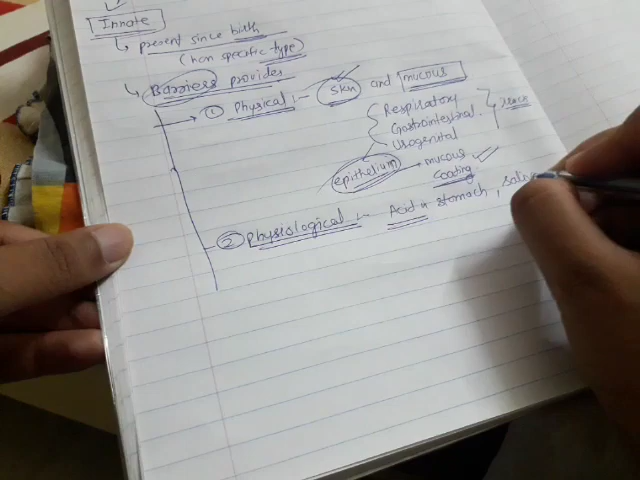 Innate
↳ present since birth
(non specific type)
↳ Barriers provides
→ ① Physical :- Skin and mucous
Respiratory
Gastrointestinal.
Urogenital
epithelium → mucous
Coating
② Physiological :- Acid in stomach,